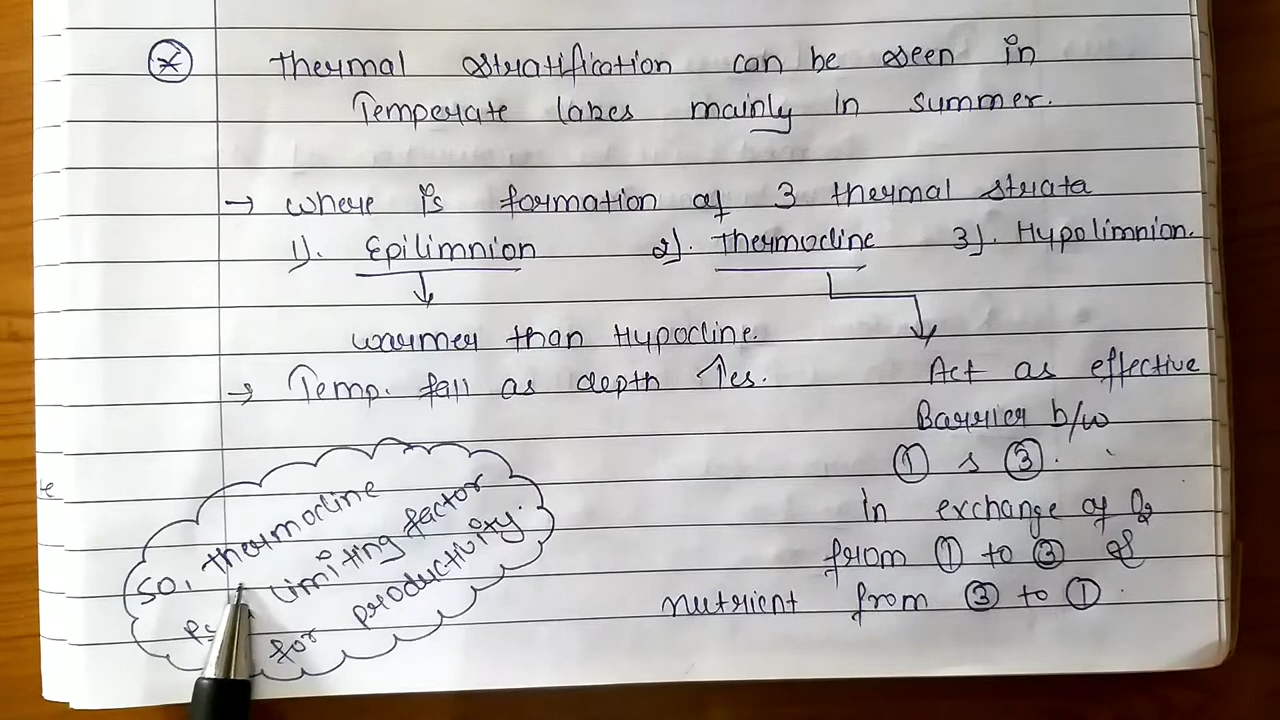 thermal stratification can be seen in
Temperate lakes mainly in summer.
→ where is formation of 3 thermal strata
1). Epilimnion 2). Thermocline 3). Hypolimnion.
warmer than Hypocline.
→ Temp. fall as depth ↑es.
Act as effective
Barrier b/w
① & ③.
In exchange of O2
from ① to ③ &
nutrient from ③ to ①.
So, thermocline
limiting factor
for productivity.